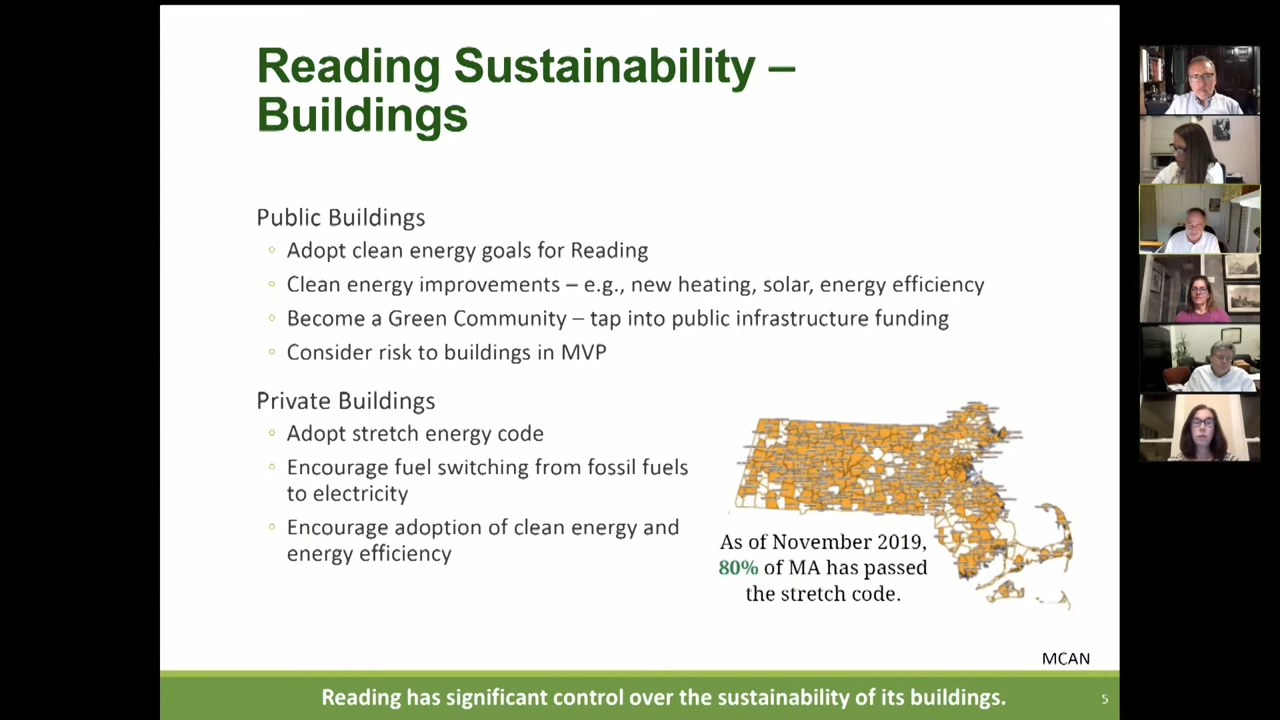 Reading Sustainability –
Buildings
Public Buildings
Adopt clean energy goals for Reading
Clean energy improvements – e.g., new heating, solar, energy efficiency
Become a Green Community – tap into public infrastructure funding
Consider risk to buildings in MVP
Private Buildings
Adopt stretch energy code
Encourage fuel switching from fossil fuels
to electricity
Encourage adoption of clean energy and
energy efficiency
As of November 2019,
80% of MA has passed
the stretch code.
MCAN
Reading has significant control over the sustainability of its buildings.
5